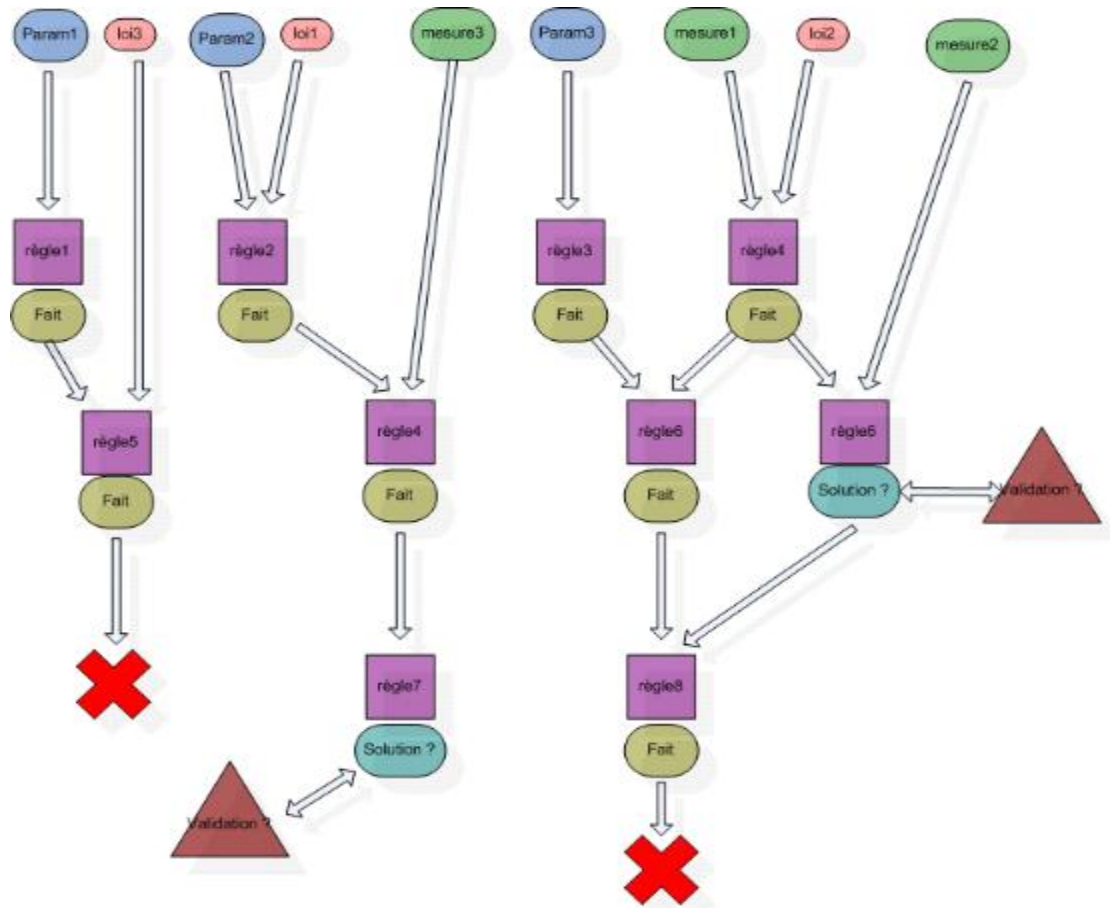 Param1
loi3
Param2
loi1
mesure3
Param3
mesure1
loi2
mesure2
règle1
règle2
règle3
règle4
Fait
Fait
Fait
Fait
règle5
règle4
règle6
règle6
Fait
Fait
Fait
Solution ?
Validation ?
règle7
règle8
Solution ?
Fait
Validation ?